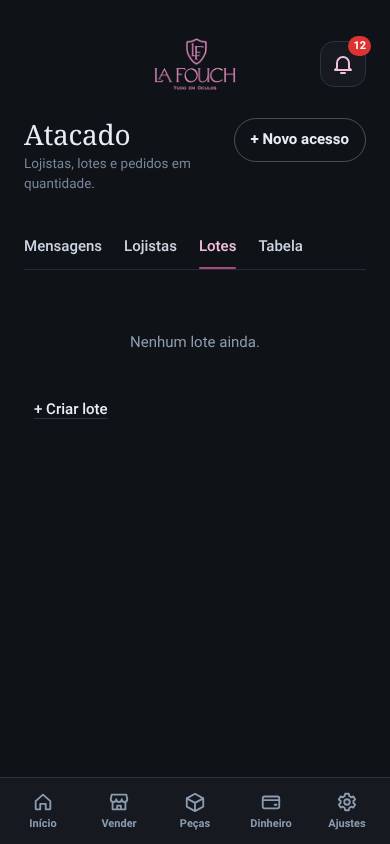 LF
LA FOUCH
TUDO EM ÓCULOS
12
Atacado
Lojistas, lotes e pedidos em
quantidade.
+ Novo acesso
Mensagens
Lojistas
Lotes
Tabela
Nenhum lote ainda.
+ Criar lote
Início
Vender
Peças
Dinheiro
Ajustes